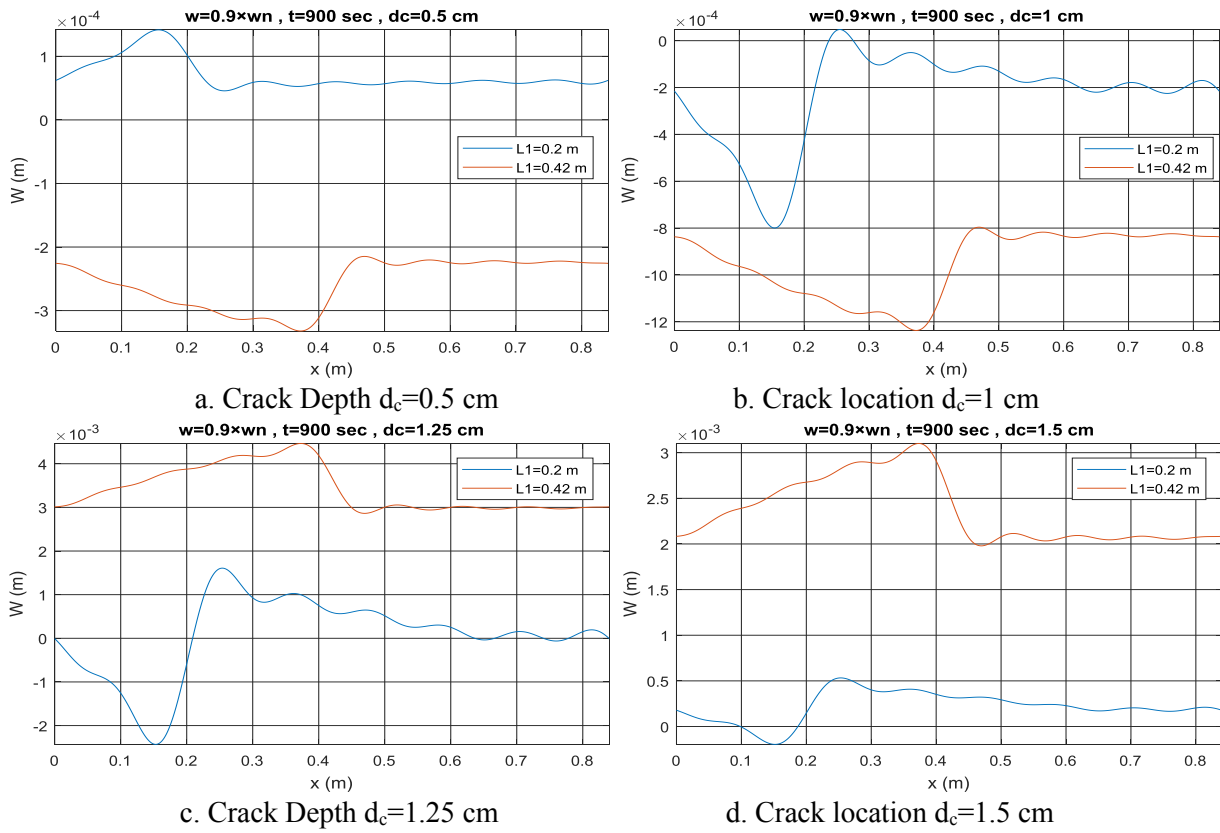 w=0.9×wn , t=900 sec , dc=0.5 cm
×10-4
1
0
-1
-2
-3
W (m)
L1=0.2 m
L1=0.42 m
0 0.1 0.2 0.3 0.4 0.5 0.6 0.7 0.8
x (m)
a. Crack Depth dc=0.5 cm
w=0.9×wn , t=900 sec , dc=1 cm
×10-4
0
-2
-4
-6
-8
-10
-12
W (m)
L1=0.2 m
L1=0.42 m
0 0.1 0.2 0.3 0.4 0.5 0.6 0.7 0.8
x (m)
b. Crack location dc=1 cm
w=0.9×wn , t=900 sec , dc=1.25 cm
×10-3
4
3
2
1
0
-1
-2
W (m)
L1=0.2 m
L1=0.42 m
0 0.1 0.2 0.3 0.4 0.5 0.6 0.7 0.8
x (m)
c. Crack Depth dc=1.25 cm
w=0.9×wn , t=900 sec , dc=1.5 cm
×10-3
3
2.5
2
1.5
1
0.5
0
W (m)
L1=0.2 m
L1=0.42 m
0 0.1 0.2 0.3 0.4 0.5 0.6 0.7 0.8
x (m)
d. Crack location dc=1.5 cm